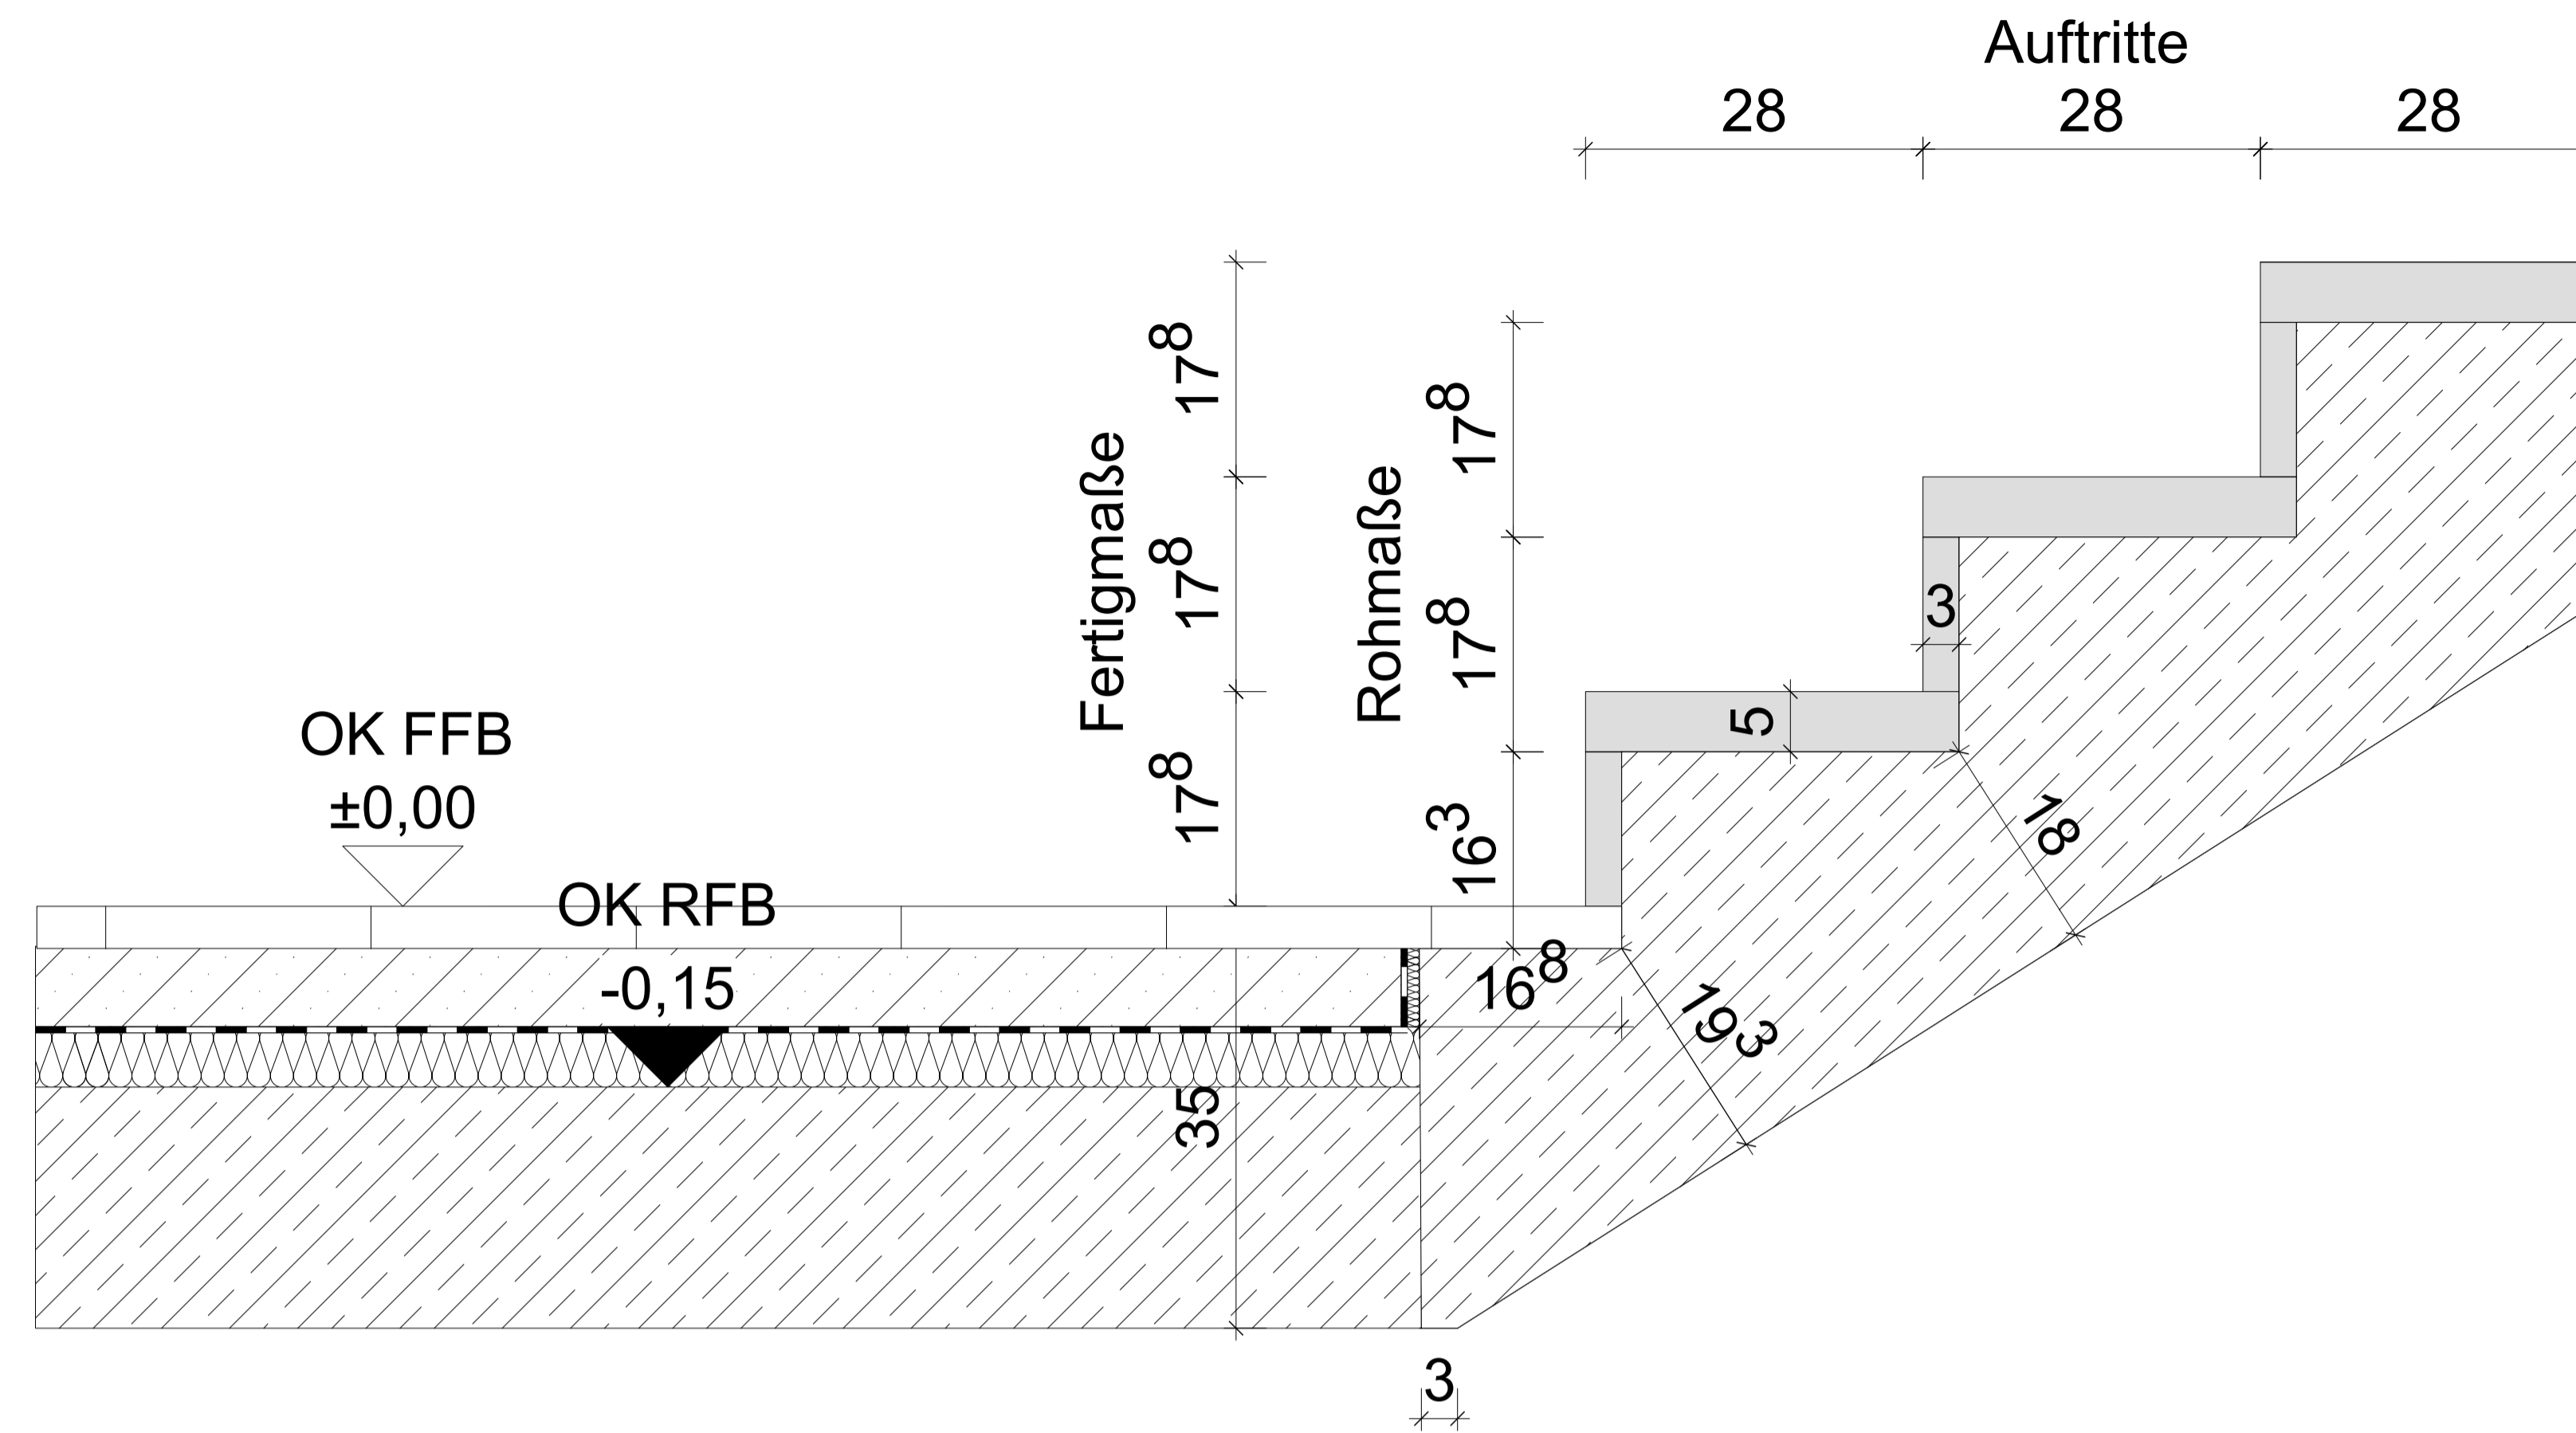 Auftritte
28 28 28
Fertigmaße
17⁸
17⁸
17⁸
Rohmaße
17⁸
17⁸
16³
3
5
18
OK FFB
±0,00
OK RFB
-0,15
16⁸
19³
35
3